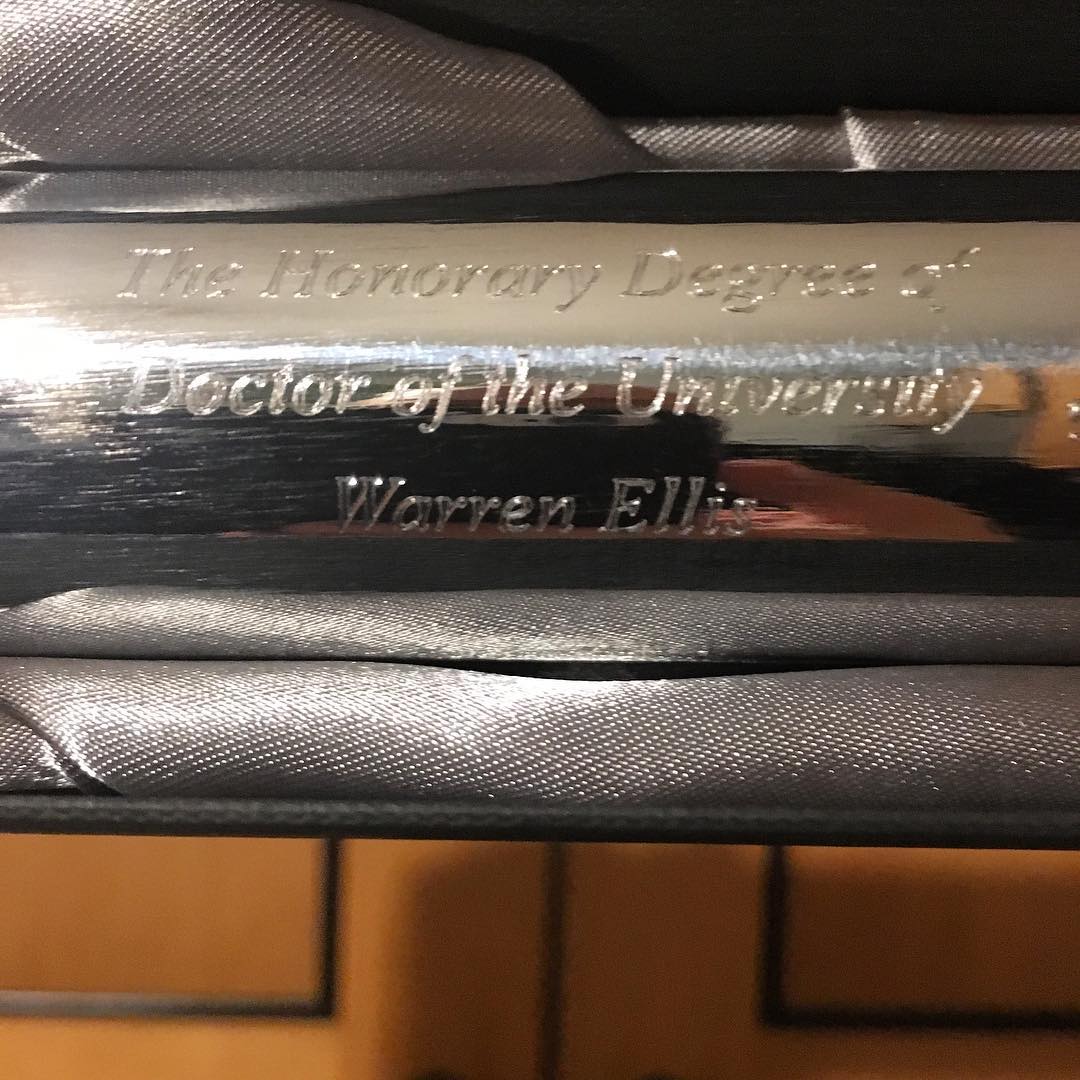 The Honorary Degree of
Doctor of the University
Warren Ellis